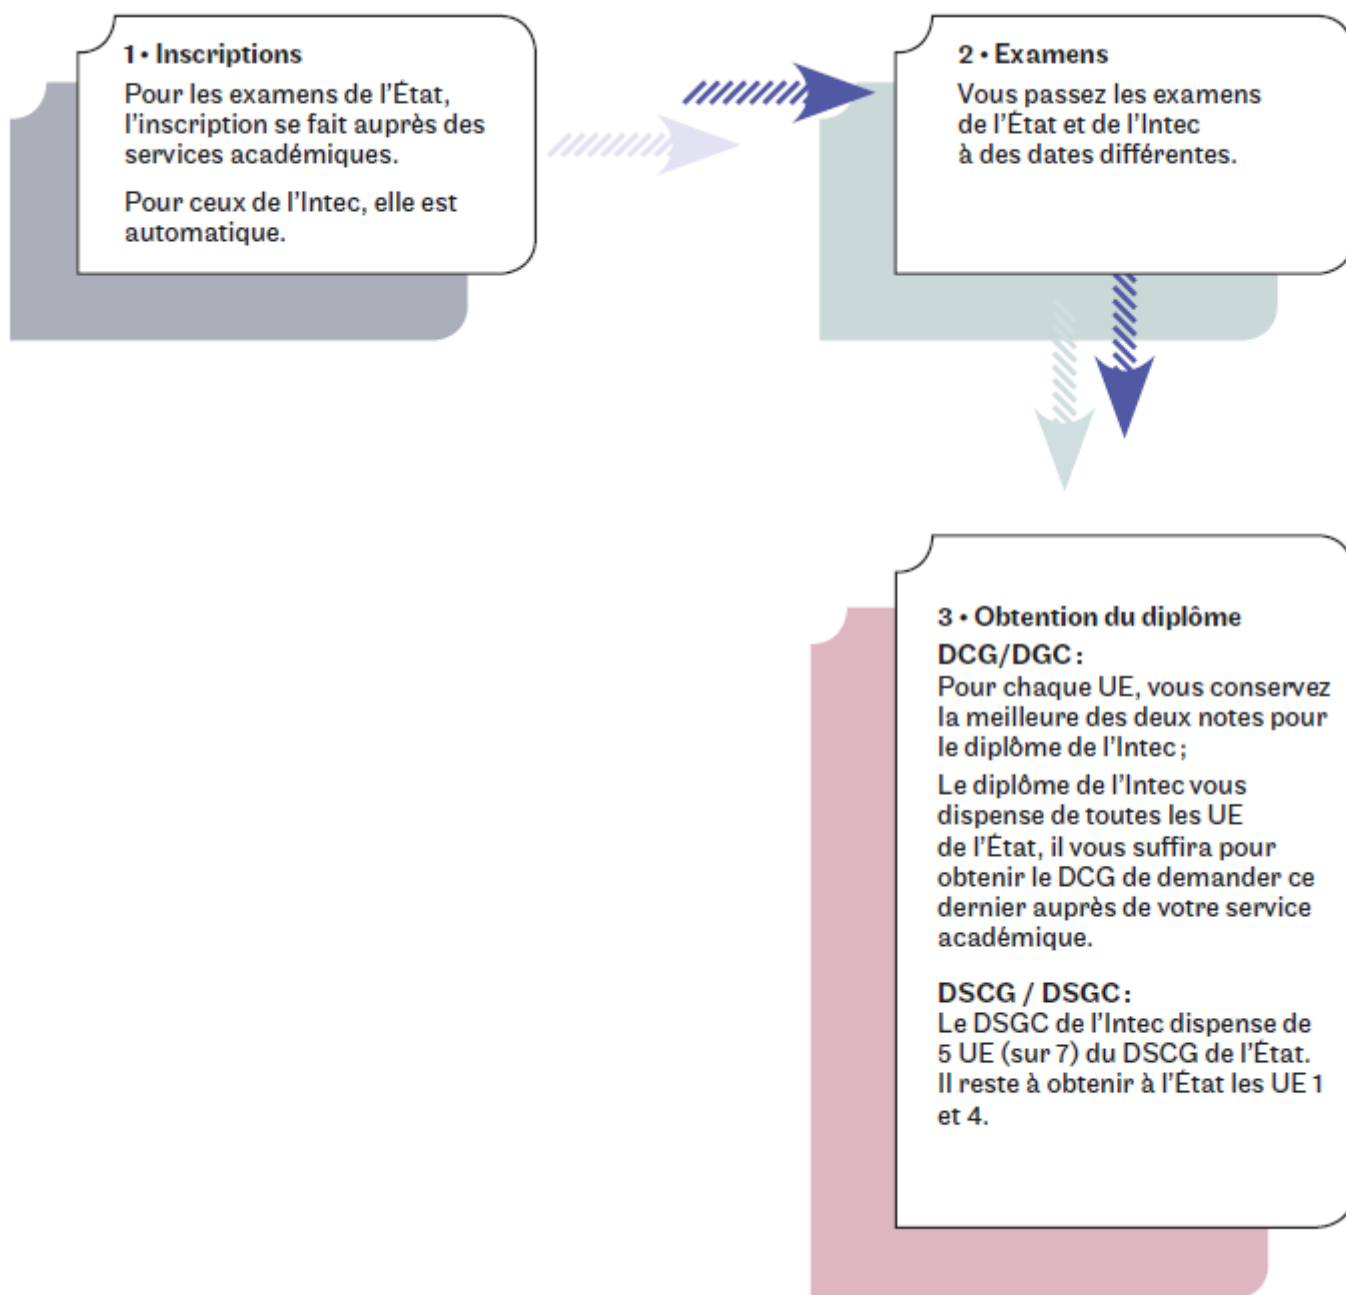 1 • Inscriptions
Pour les examens de l'État,
l'inscription se fait auprès des
services académiques.
Pour ceux de l'Intec, elle est
automatique.
2 • Examens
Vous passez les examens
de l'État et de l'Intec
à des dates différentes.
3 • Obtention du diplôme
DCG/DGC :
Pour chaque UE, vous conservez
la meilleure des deux notes pour
le diplôme de l'Intec ;
Le diplôme de l'Intec vous
dispense de toutes les UE
de l'État, il vous suffira pour
obtenir le DCG de demander ce
dernier auprès de votre service
académique.
DSCG / DSGC :
Le DSGC de l'Intec dispense de
5 UE (sur 7) du DSCG de l'État.
Il reste à obtenir à l'État les UE 1
et 4.